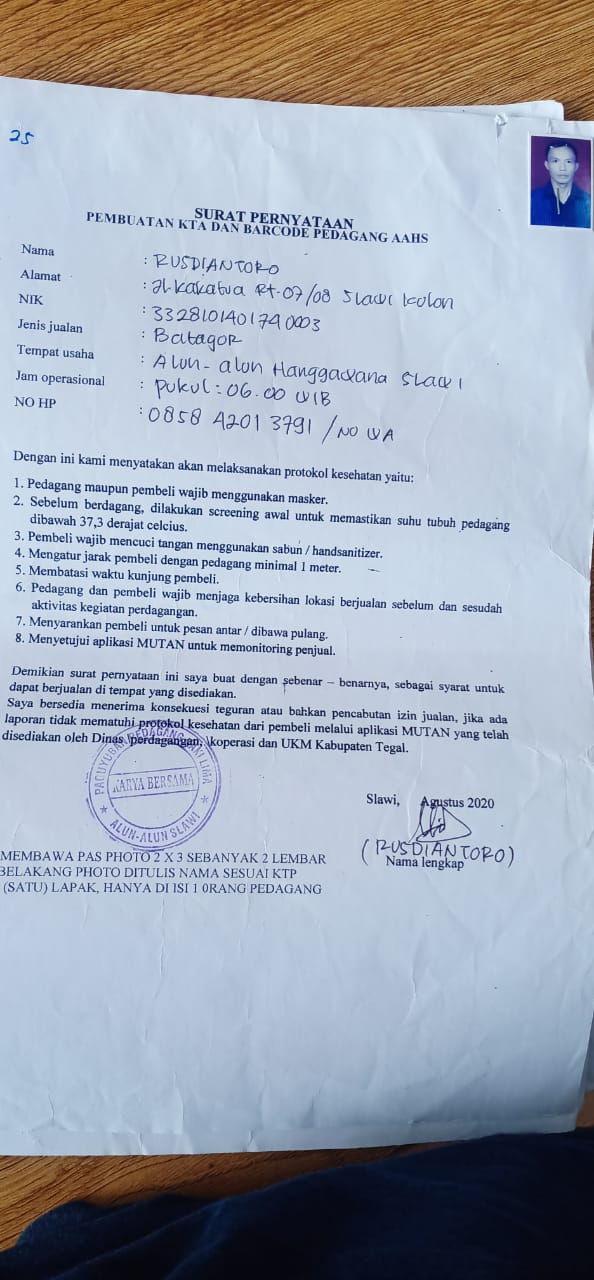 25
SURAT PERNYATAAN
PEMBUATAN KTA DAN BARCODE PEDAGANG AAHS
Nama : RUSDIANTORO
Alamat : Jl. Kakatua Rt. 07/08 Slawi Kolon
NIK : 3328101401740003
Jenis jualan : Batagor
Tempat usaha : Alun-alun Hanggawana Slawi
Jam operasional : pukul : 06.00 WIB
NO HP : 0858 4201 3791 / NO WA
Dengan ini kami menyatakan akan melaksanakan protokol kesehatan yaitu:
1. Pedagang maupun pembeli wajib menggunakan masker.
2. Sebelum berdagang, dilakukan screening awal untuk memastikan suhu tubuh pedagang
dibawah 37,3 derajat celcius.
3. Pembeli wajib mencuci tangan menggunakan sabun / handsanitizer.
4. Mengatur jarak pembeli dengan pedagang minimal 1 meter.
5. Membatasi waktu kunjung pembeli.
6. Pedagang dan pembeli wajib menjaga kebersihan lokasi berjualan sebelum dan sesudah
aktivitas kegiatan perdagangan.
7. Menyarankan pembeli untuk pesan antar / dibawa pulang.
8. Menyetujui aplikasi MUTAN untuk memonitoring penjual.
Demikian surat pernyataan ini saya buat dengan sebenar – benarnya, sebagai syarat untuk
dapat berjualan di tempat yang disediakan.
Saya bersedia menerima konsekuesi teguran atau bahkan pencabutan izin jualan, jika ada
laporan tidak mematuhi protokol kesehatan dari pembeli melalui aplikasi MUTAN yang telah
disediakan oleh Dinas perdagangan, koperasi dan UKM Kabupaten Tegal.
PAGUYUBAN PEDAGANG KAKI LIMA
KARYA BERSAMA
ALUN-ALUN SLAWI
Slawi, Agustus 2020
(RUSDIANTORO)
Nama lengkap
MEMBAWA PAS PHOTO 2 X 3 SEBANYAK 2 LEMBAR
BELAKANG PHOTO DITULIS NAMA SESUAI KTP
(SATU) LAPAK, HANYA DI ISI 1 0RANG PEDAGANG